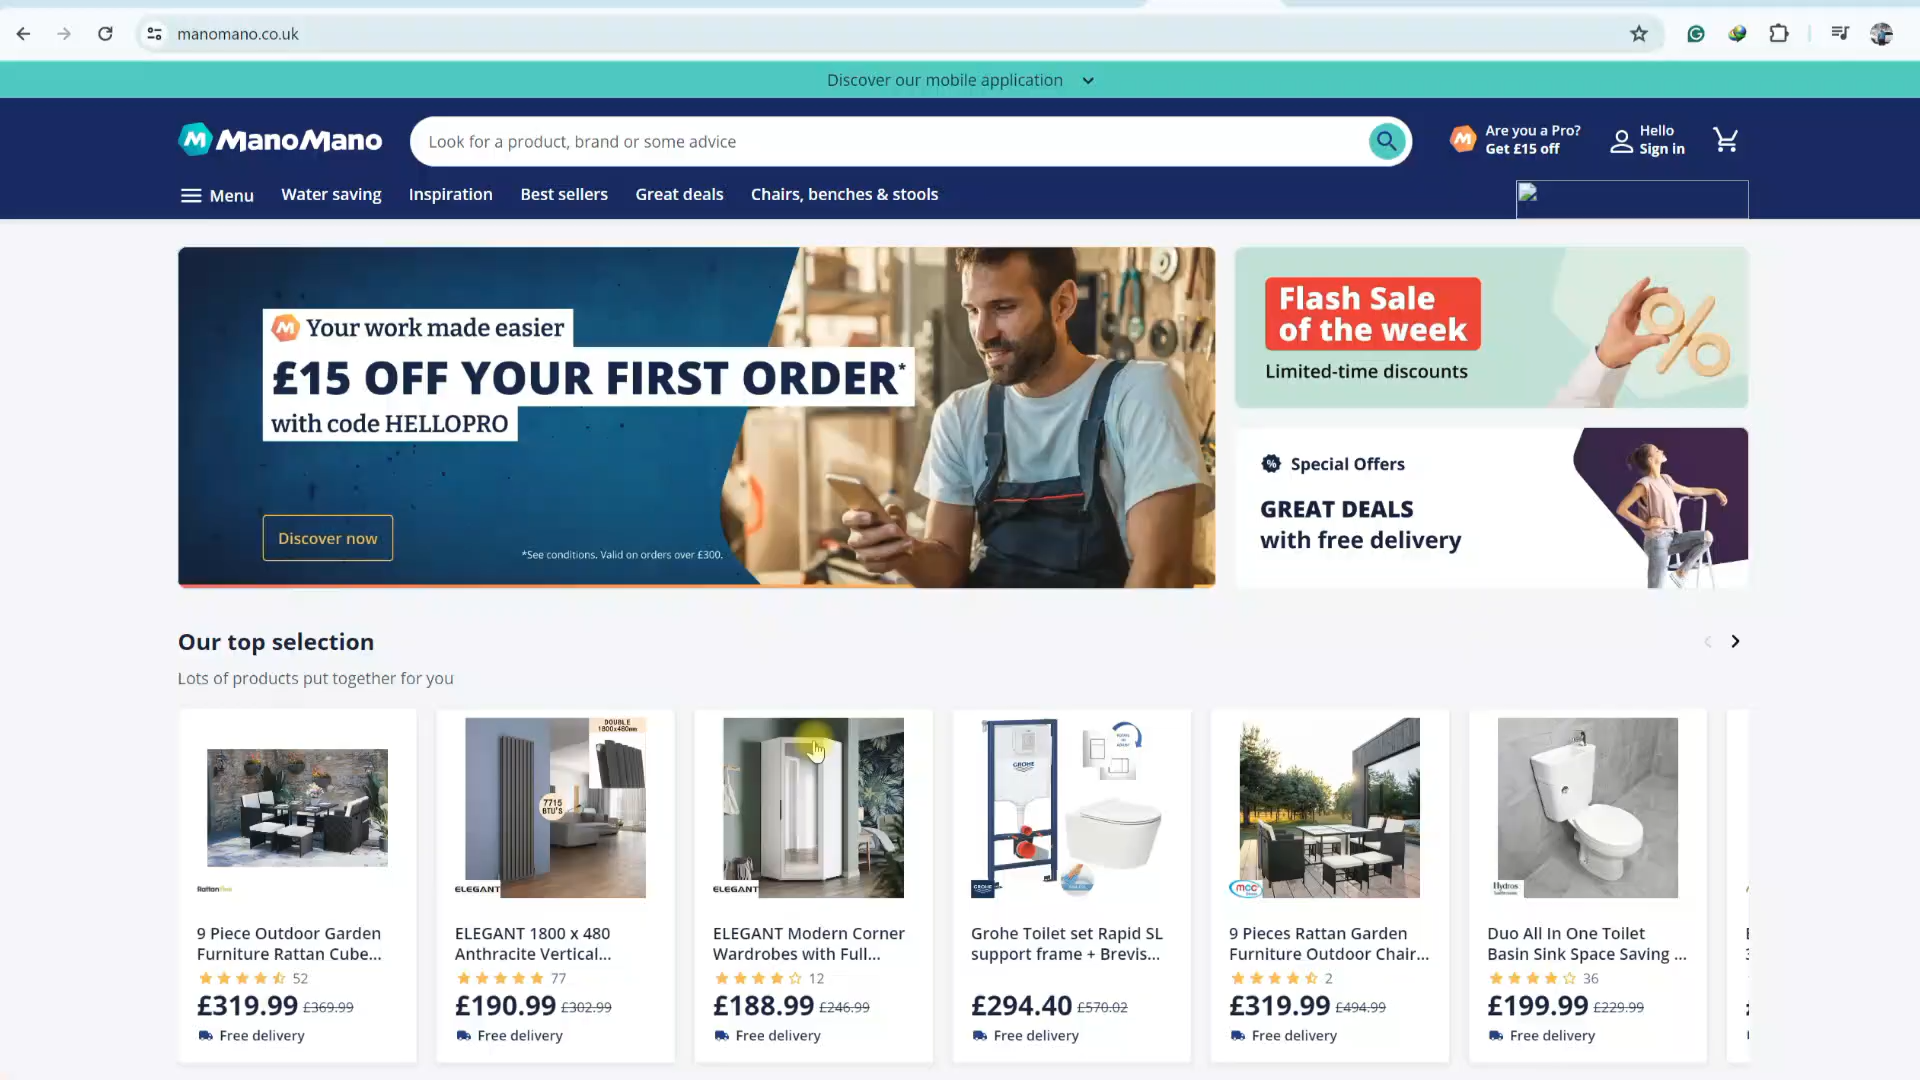 manomano.co.uk
Discover our mobile application
ManoMano
Look for a product, brand or some advice
Are you a Pro?
Get £15 off
Hello
Sign in
Menu
Water saving
Inspiration
Best sellers
Great deals
Chairs, benches & stools
Your work made easier
£15 OFF YOUR FIRST ORDER*
with code HELLOPRO
Discover now
*See conditions. Valid on orders over £300.
Flash Sale
of the week
Limited-time discounts
Special Offers
GREAT DEALS
with free delivery
Our top selection
Lots of products put together for you
9 Piece Outdoor Garden
Furniture Rattan Cube...
52
£319.99 £369.99
Free delivery
DOUBLE
1800x480mm
7715
BTU'S
ELEGANT
ELEGANT 1800 x 480
Anthracite Vertical...
77
£190.99 £302.99
Free delivery
ELEGANT
ELEGANT Modern Corner
Wardrobes with Full...
12
£188.99 £246.99
Free delivery
GROHE
GROHE
Grohe Toilet set Rapid SL
support frame + Brevis...
£294.40 £570.02
Free delivery
mcc
9 Pieces Rattan Garden
Furniture Outdoor Chair...
2
£319.99 £494.99
Free delivery
Hydros
Duo All In One Toilet
Basin Sink Space Saving ...
36
£199.99 £229.99
Free delivery